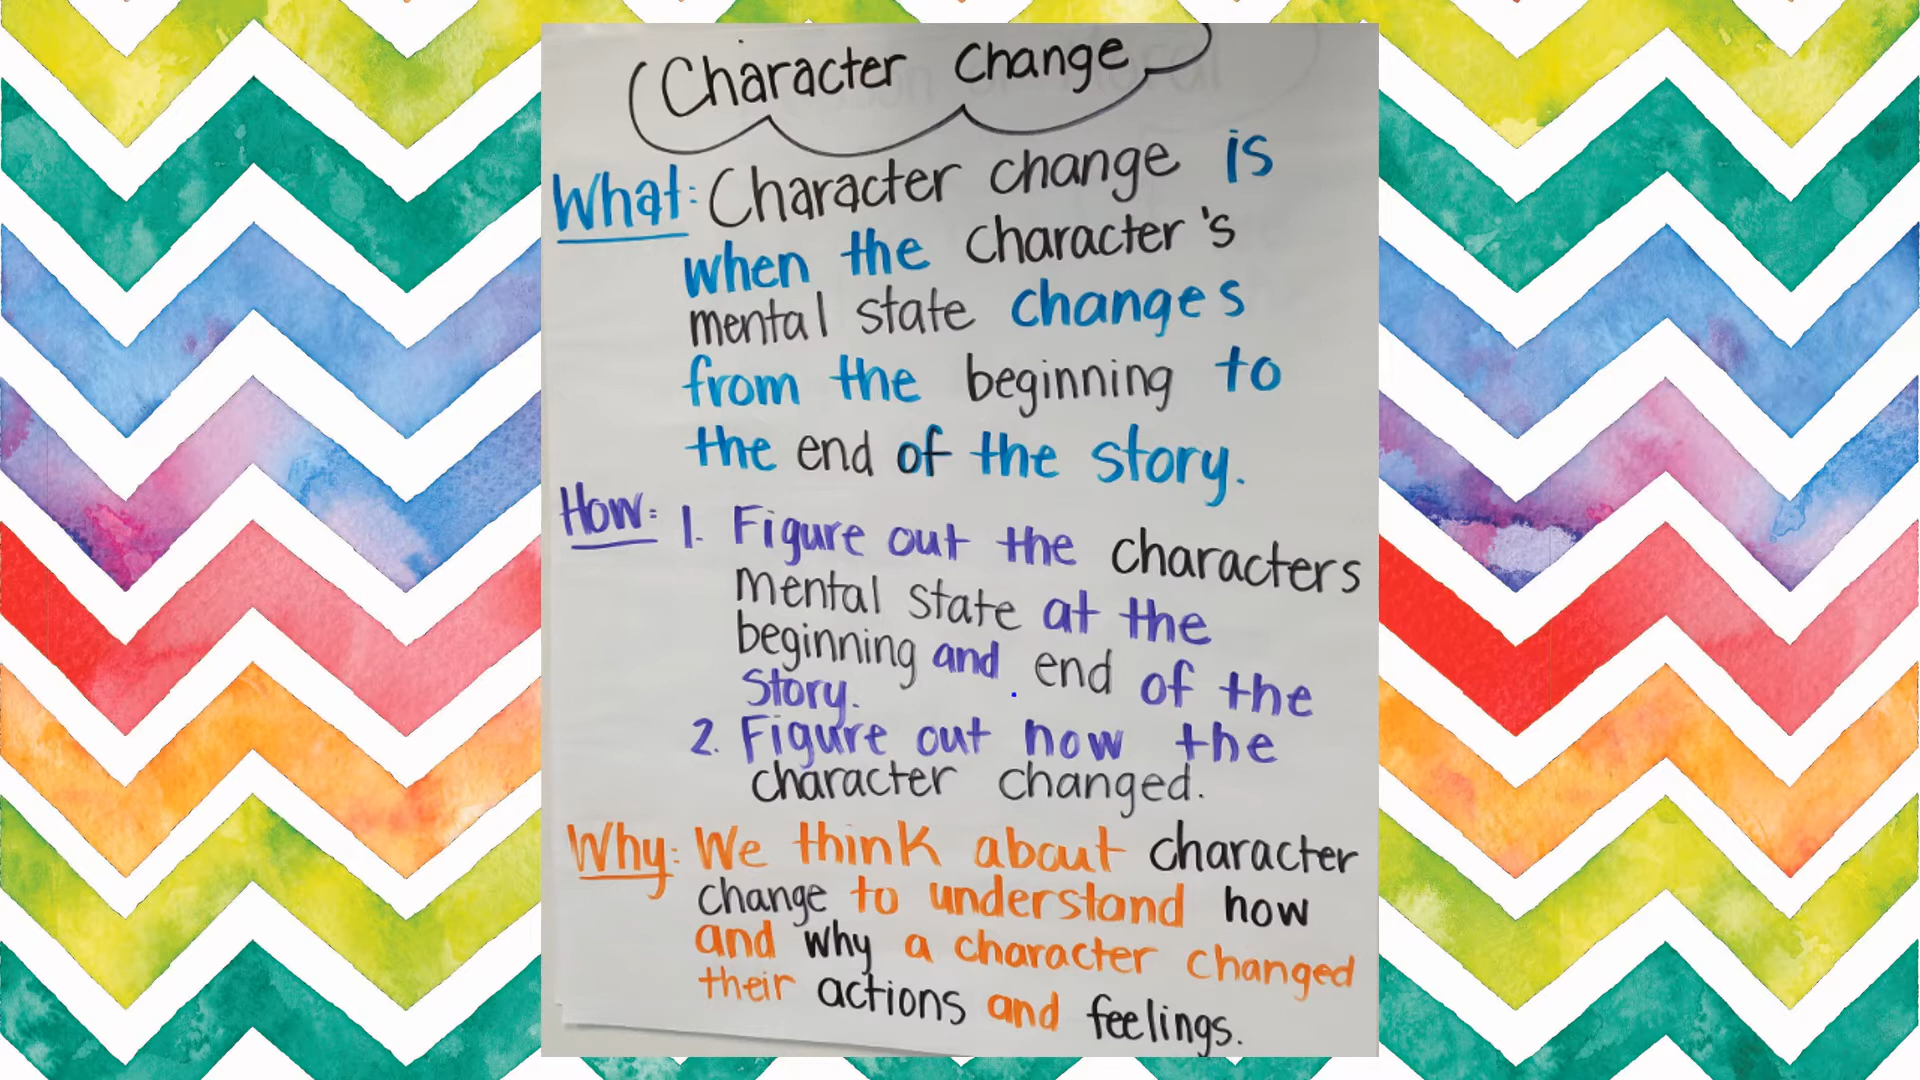 Character Change
What: Character change is
when the character's
mental state changes
from the beginning to
the end of the story.
How: 1. Figure out the characters
mental state at the
beginning and end of the
story.
2. Figure out how the
character changed.
Why: We think about character
change to understand how
and why a character changed
their actions and feelings.